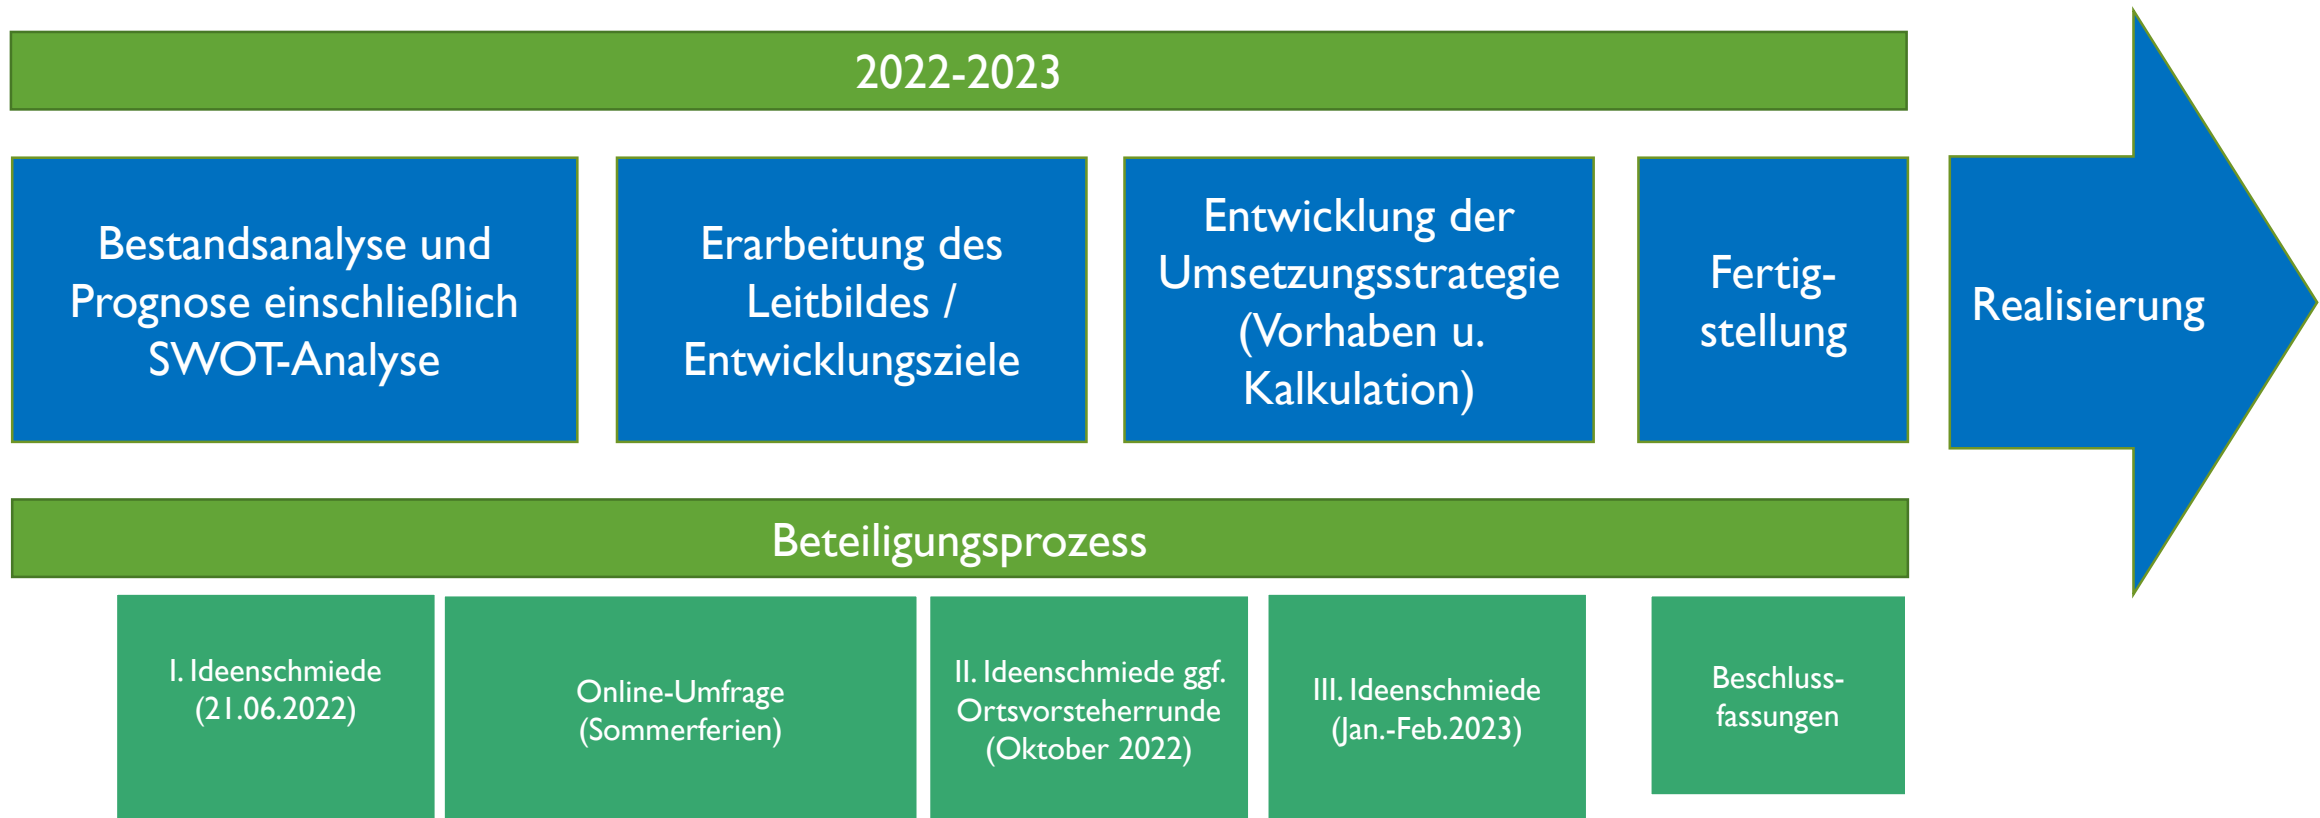 2022-2023
Bestandsanalyse und
Prognose einschließlich
SWOT-Analyse
Erarbeitung des
Leitbildes /
Entwicklungsziele
Entwicklung der
Umsetzungsstrategie
(Vorhaben u.
Kalkulation)
Fertig-
stellung
Realisierung
Beteiligungsprozess
I. Ideenschmiede
(21.06.2022)
Online-Umfrage
(Sommerferien)
II. Ideenschmiede ggf.
Ortsvorsteherrunde
(Oktober 2022)
III. Ideenschmiede
(Jan.-Feb.2023)
Beschluss-
fassungen